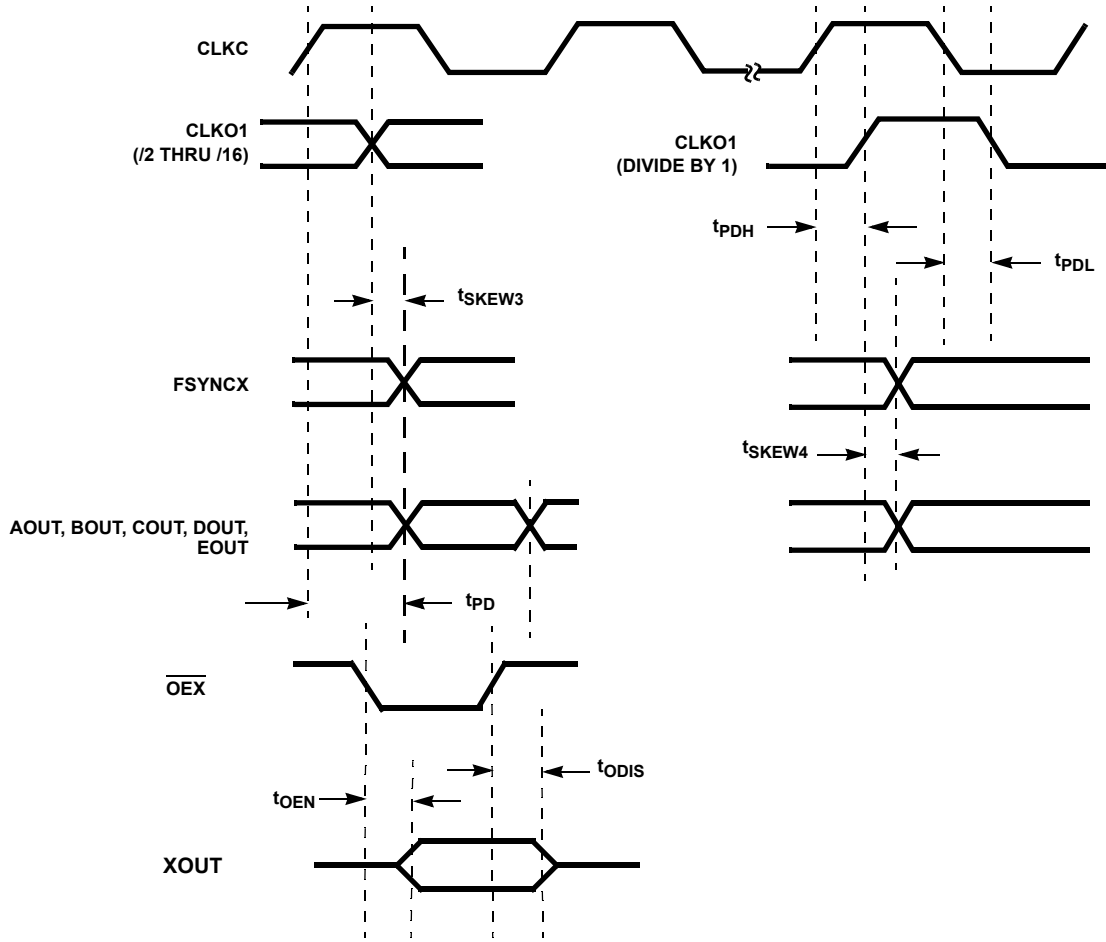 CLKC
CLKO1
(/2 THRU /16)
CLKO1
(DIVIDE BY 1)
tPDH
tPDL
tSKEW3
FSYNCX
tSKEW4
AOUT, BOUT, COUT, DOUT,
EOUT
tPD
OEX
tODIS
tOEN
XOUT